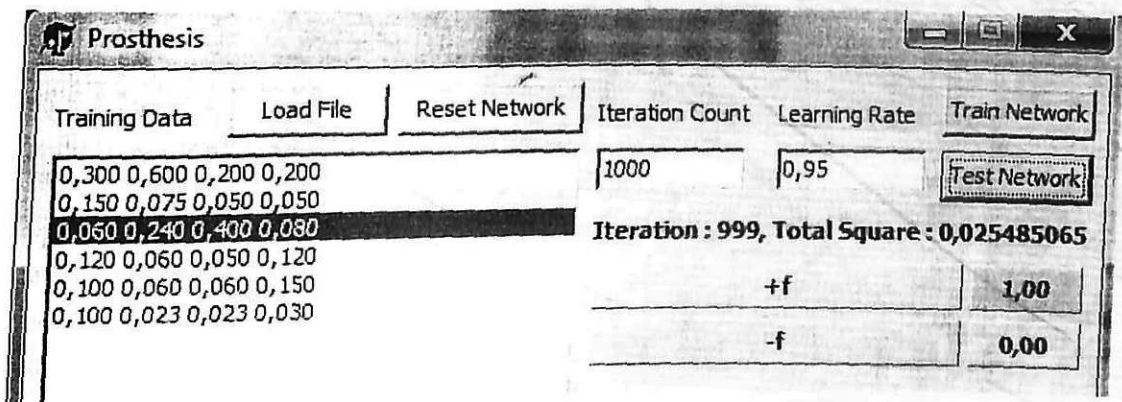 Prosthesis
Training Data Load File Reset Network Iteration Count Learning Rate Train Network
1000 0,95 Test Network
0,300 0,600 0,200 0,200
0,150 0,075 0,050 0,050
0,060 0,240 0,400 0,080
0,120 0,060 0,050 0,120
0,100 0,060 0,060 0,150
0,100 0,023 0,023 0,030
Iteration : 999, Total Square : 0,025485065
+f 1,00
-f 0,00